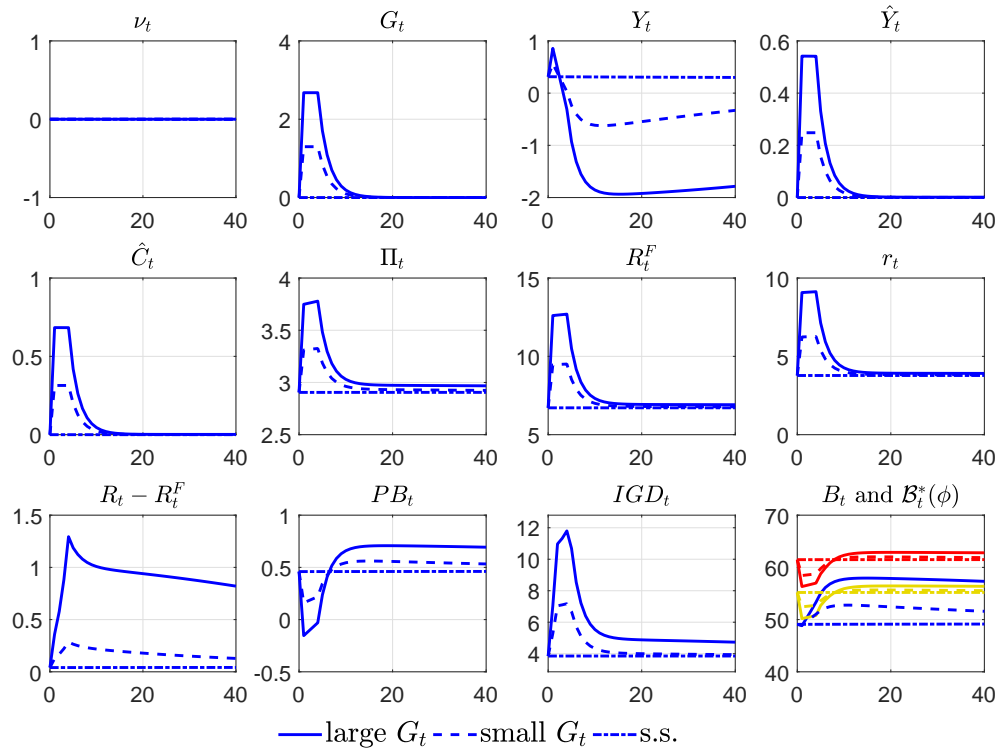 ν_t G_t Y_t Ŷ_t
1 4 1 0.6
0 2 0 0.4
-1 0.2
-1 0 -2 0
0 20 40 0 20 40 0 20 40 0 20 40
Ĉ_t Π_t R_t^F r_t
1 4 15 10
3.5
0.5 3 10 5
0 2.5 5 0
0 20 40 0 20 40 0 20 40 0 20 40
R_t − R_t^F PB_t IGD_t B_t and ℬ_t^*(ϕ)
1.5 1 12 70
1 0.5 10 60
8
0.5 0 6 50
0 -0.5 4 40
0 20 40 0 20 40 0 20 40 0 20 40
large G_t small G_t s.s.